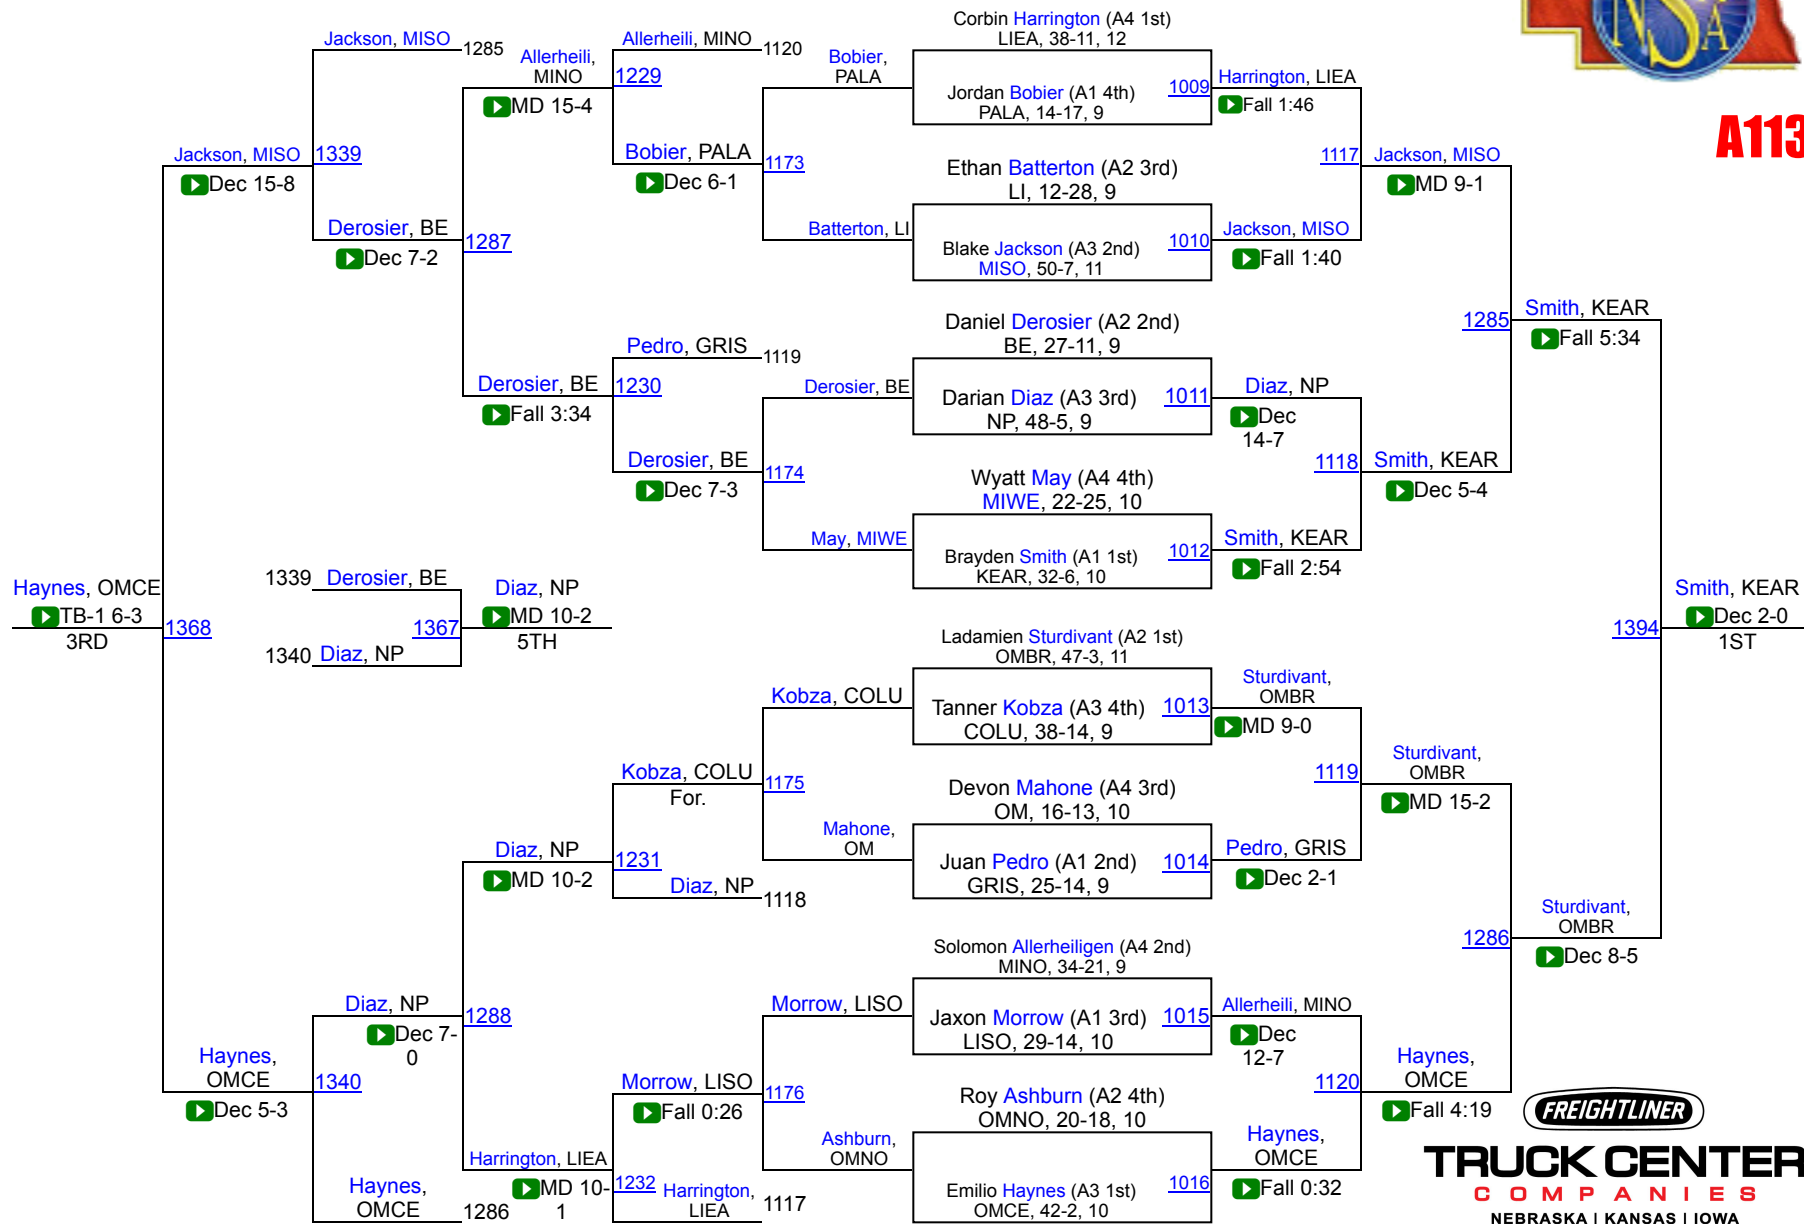 Corbin Harrington (A4 1st)
LIEA, 38-11, 12
Jordan Bobier (A1 4th)
PALA, 14-17, 9
1009
Ethan Batterton (A2 3rd)
LI, 12-28, 9
Blake Jackson (A3 2nd)
MISO, 50-7, 11
1010
Daniel Derosier (A2 2nd)
BE, 27-11, 9
Darian Diaz (A3 3rd)
NP, 48-5, 9
1011
Wyatt May (A4 4th)
MIWE, 22-25, 10
Brayden Smith (A1 1st)
KEAR, 32-6, 10
1012
Ladamien Sturdivant (A2 1st)
OMBR, 47-3, 11
Tanner Kobza (A3 4th)
COLU, 38-14, 9
1013
Devon Mahone (A4 3rd)
OM, 16-13, 10
Juan Pedro (A1 2nd)
GRIS, 25-14, 9
1014
Solomon Allerheiligen (A4 2nd)
MINO, 34-21, 9
Jaxon Morrow (A1 3rd)
LISO, 29-14, 10
1015
Roy Ashburn (A2 4th)
OMNO, 20-18, 10
Emilio Haynes (A3 1st)
OMCE, 42-2, 10
1016
Harrington, LIEA
Fall 1:46
1117
Jackson, MISO
Fall 1:40
Diaz, NP
Dec
14-7
1118
Smith, KEAR
Fall 2:54
Sturdivant,
OMBR
MD 9-0
1119
Pedro, GRIS
Dec 2-1
Allerheili, MINO
Dec
12-7
1120
Haynes,
OMCE
Fall 0:32
Jackson, MISO
MD 9-1
1285
Smith, KEAR
Dec 5-4
Sturdivant,
OMBR
MD 15-2
1286
Haynes,
OMCE
Fall 4:19
Smith, KEAR
Fall 5:34
1394
Sturdivant,
OMBR
Dec 8-5
Smith, KEAR
Dec 2-0
1ST
Bobier,
PALA
1173
Batterton, LI
Derosier, BE
1174
May, MIWE
Kobza, COLU
1175
Mahone,
OM
Morrow, LISO
1176
Ashburn,
OMNO
Allerheili, MINO
1120
1229
Bobier, PALA
Dec 6-1
Pedro, GRIS
1119
1230
Derosier, BE
Dec 7-3
Kobza, COLU
For.
1231
Diaz, NP
1118
Morrow, LISO
Fall 0:26
1232
Harrington,
LIEA
1117
Allerheili,
MINO
MD 15-4
1287
Derosier, BE
Fall 3:34
Diaz, NP
MD 10-2
1288
Harrington, LIEA
MD 10-
1
Jackson, MISO
1285
1339
Derosier, BE
Dec 7-2
Diaz, NP
Dec 7-
0
1340
Haynes,
OMCE
1286
Jackson, MISO
Dec 15-8
1368
Haynes,
OMCE
Dec 5-3
Haynes, OMCE
TB-1 6-3
3RD
1339
Derosier, BE
1367
1340
Diaz, NP
Diaz, NP
MD 10-2
5TH
NSA
A113
FREIGHTLINER
TRUCK CENTER
COMPANIES
NEBRASKA | KANSAS | IOWA